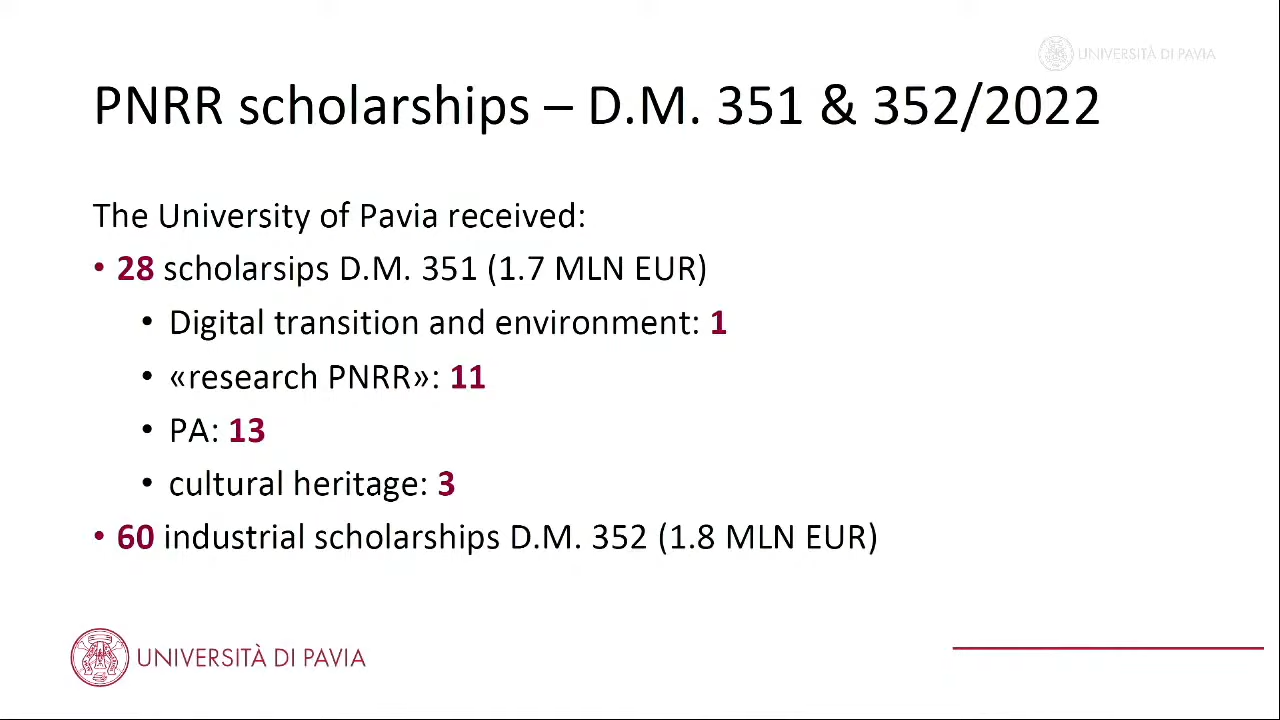 UNIVERSITÀ DI PAVIA
PNRR scholarships – D.M. 351 & 352/2022
The University of Pavia received:
• 28 scholarsips D.M. 351 (1.7 MLN EUR)
• Digital transition and environment: 1
• «research PNRR»: 11
• PA: 13
• cultural heritage: 3
• 60 industrial scholarships D.M. 352 (1.8 MLN EUR)
UNIVERSITÀ DI PAVIA